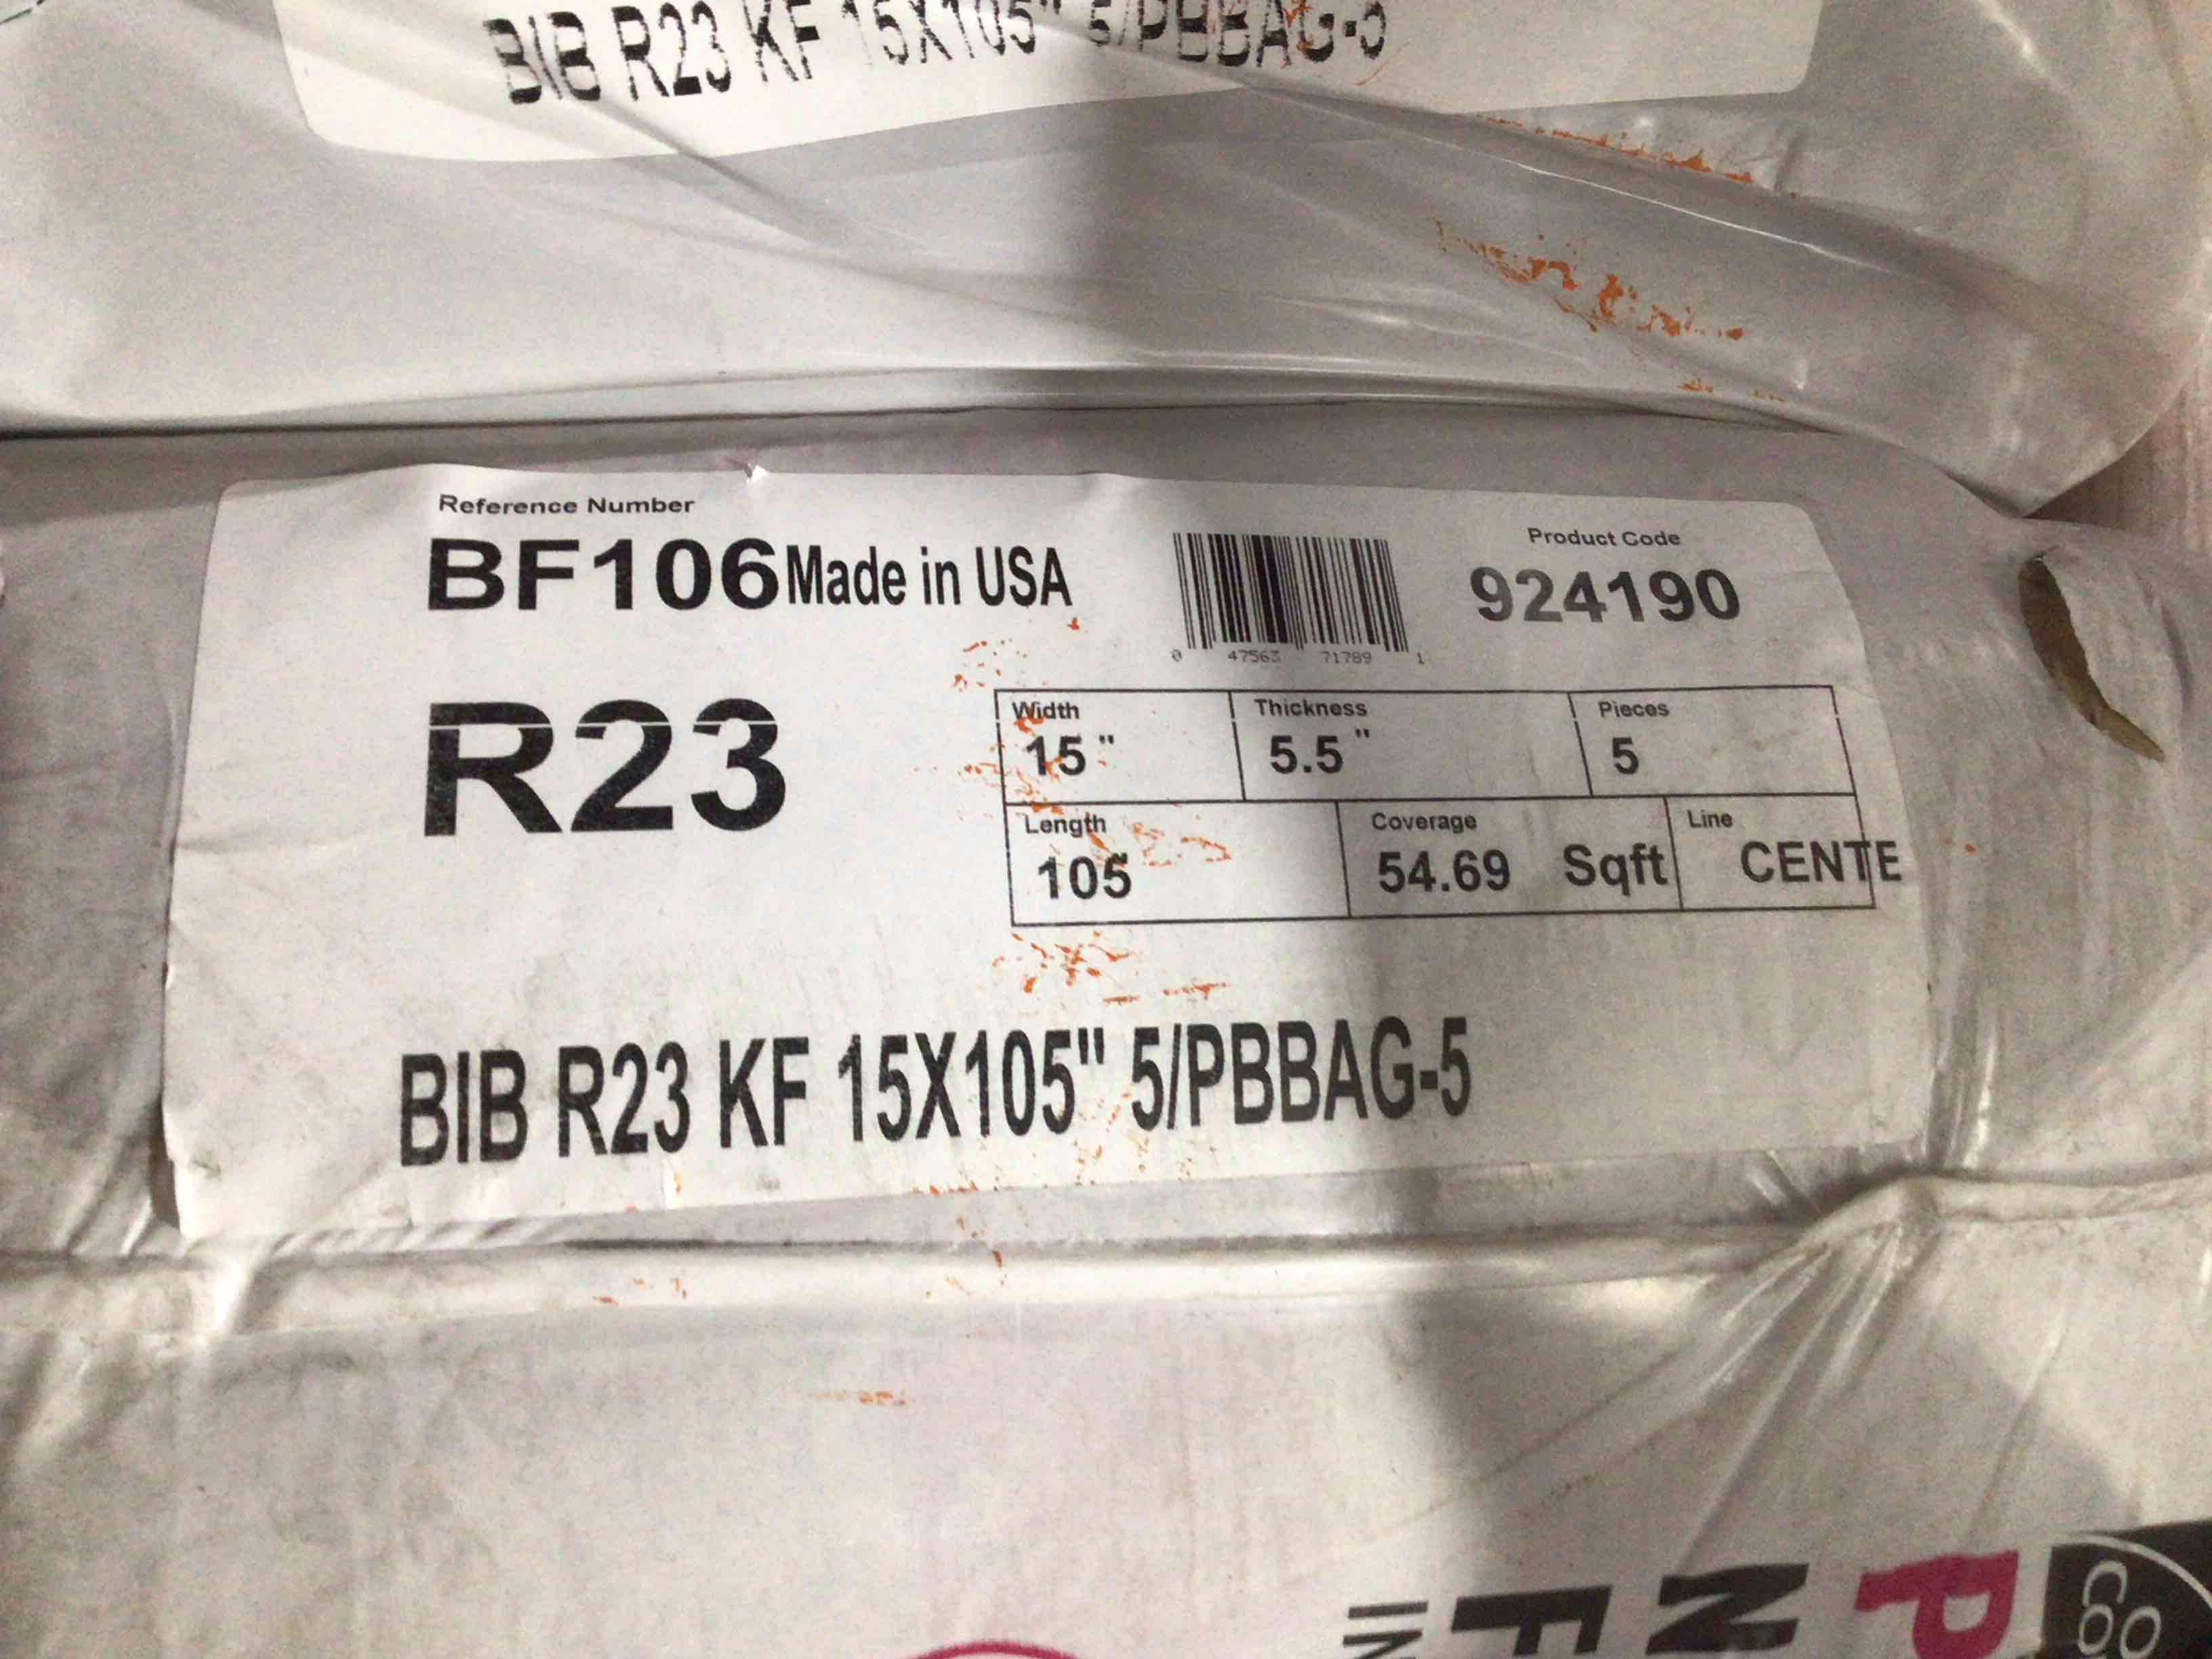 BIB R23 KF 15X105" 5/PBBAG-5
Reference Number
BF106 Made in USA
Product Code
924190
0 47563 71789 1
R23
Width Thickness Pieces
15" 5.5" 5
Length Coverage Line
105 54.69 Sqft CENTE
BIB R23 KF 15X105" 5/PBBAG-5